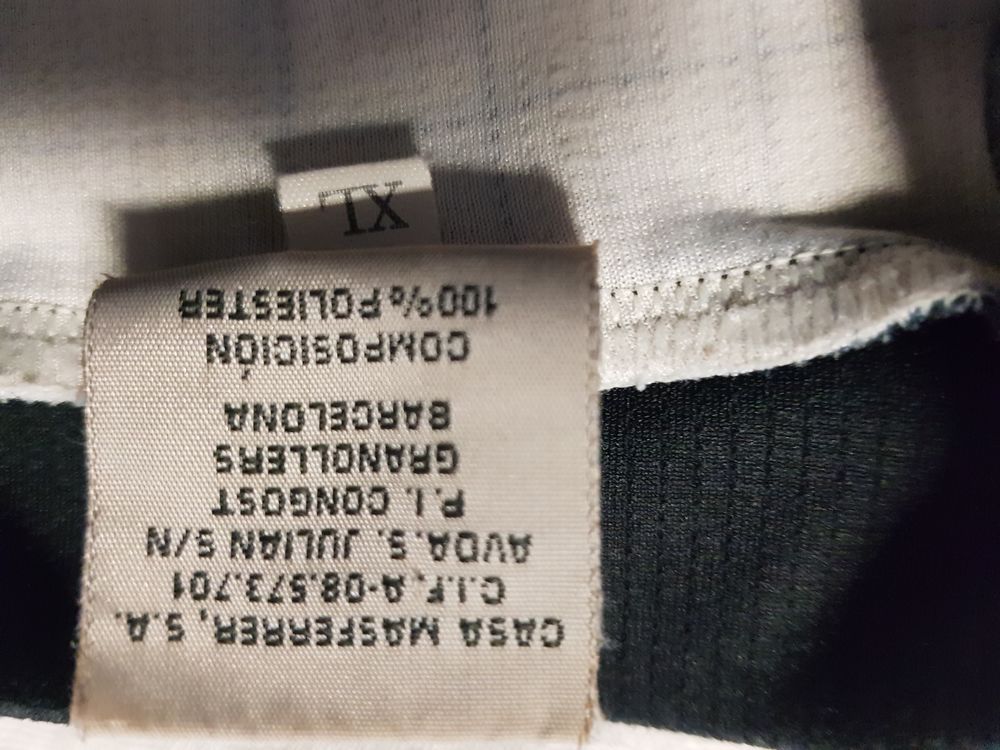 CASA MASFERRER, S.A.
C.I.F. A-08.573.701
AVDA. S. JULIAN S/N
P.I. CONGOST
GRANOLLERS
BARCELONA
COMPOSICIÓN
100% POLIESTER
XL